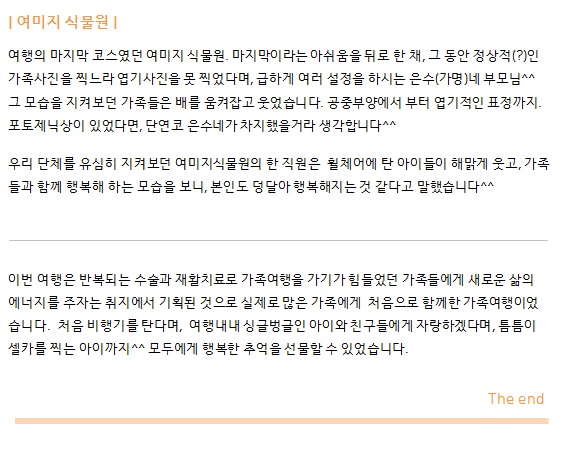 | 여미지 식물원 |
여행의 마지막 코스였던 여미지 식물원. 마지막이라는 아쉬움을 뒤로 한 채, 그 동안 정상적(?)인
가족사진을 찍느라 엽기사진을 못 찍었다며, 급하게 여러 설정을 하시는 은수(가명)네 부모님^^
그 모습을 지켜보던 가족들은 배를 움켜잡고 웃었습니다. 공중부양에서 부터 엽기적인 표정까지.
포토제닉상이 있었다면, 단연코 은수네가 차지했을거라 생각합니다^^
우리 단체를 유심히 지켜보던 여미지식물원의 한 직원은 휠체어에 탄 아이들이 해맑게 웃고, 가족
들과 함께 행복해 하는 모습을 보니, 본인도 덩달아 행복해지는 것 같다고 말했습니다^^
이번 여행은 반복되는 수술과 재활치료로 가족여행을 가기가 힘들었던 가족들에게 새로운 삶의
에너지를 주자는 취지에서 기획된 것으로 실제로 많은 가족에게 처음으로 함께한 가족여행이었
습니다. 처음 비행기를 탄다며, 여행내내 싱글벙글인 아이와 친구들에게 자랑하겠다며, 틈틈이
셀카를 찍는 아이까지^^ 모두에게 행복한 추억을 선물할 수 있었습니다.
The end